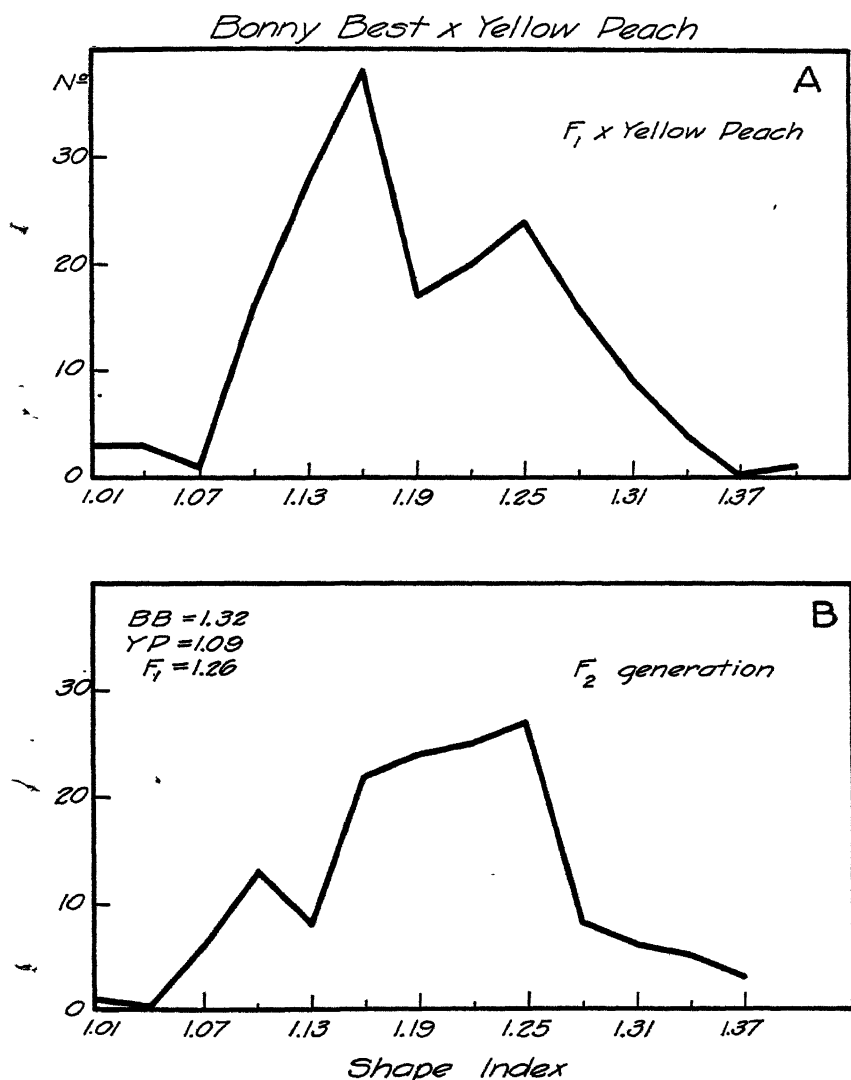 Bonny Best x Yellow Peach
A
Nº
F₁ x Yellow Peach
30
20
10
0
1.01 1.07 1.13 1.19 1.25 1.31 1.37
B
BB = 1.32
YP = 1.09
F₁ = 1.26
F₂ generation
30
20
10
0
1.01 1.07 1.13 1.19 1.25 1.31 1.37
Shape Index